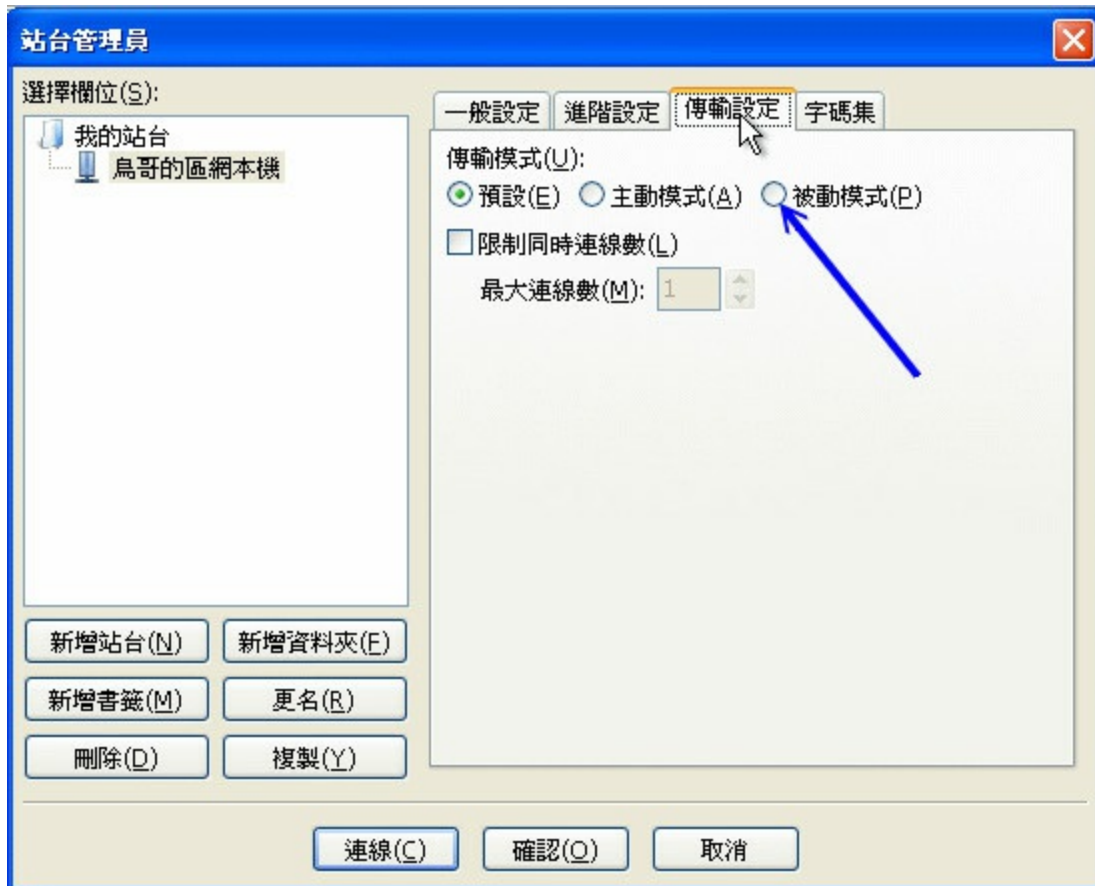 站台管理員
選擇欄位(S):
我的站台
鳥哥的區網本機
新增站台(N) 新增資料夾(F)
新增書籤(M) 更名(R)
刪除(D) 複製(Y)
一般設定 進階設定 傳輸設定 字碼集
傳輸模式(U):
預設(E) 主動模式(A) 被動模式(P)
限制同時連線數(L)
最大連線數(M): 1
連線(C) 確認(O) 取消